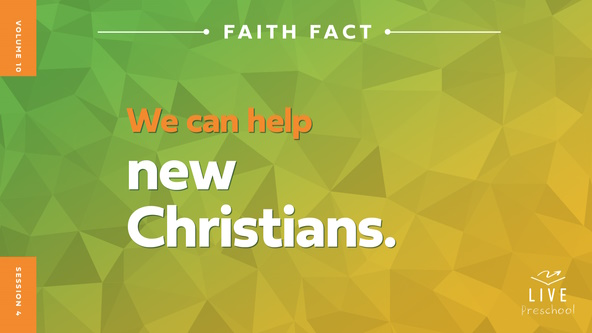 VOLUME 10
FAITH FACT
We can help
new
Christians.
SESSION 4
LIVE
Preschool